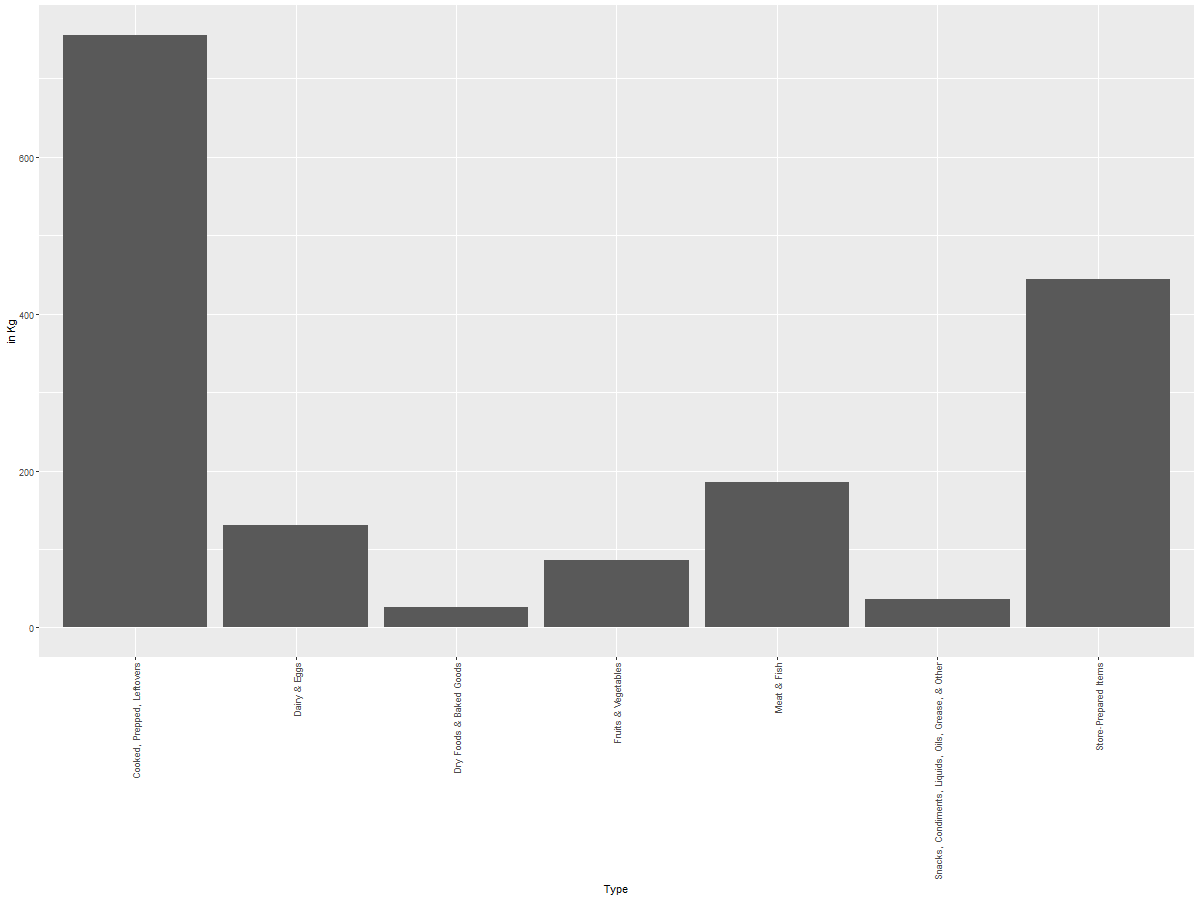 in Kg
600
400
200
0
Cooked, Prepped, Leftovers
Dairy & Eggs
Dry Foods & Baked Goods
Fruits & Vegetables
Meat & Fish
Snacks, Condiments, Liquids, Oils, Grease, & Other
Store-Prepared Items
Type